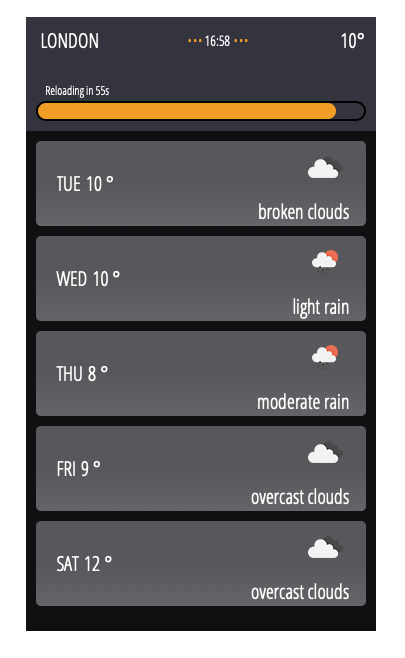 LONDON
16:58
10°
Reloading in 55s
TUE 10 °
broken clouds
WED 10 °
light rain
THU 8 °
moderate rain
FRI 9 °
overcast clouds
SAT 12 °
overcast clouds